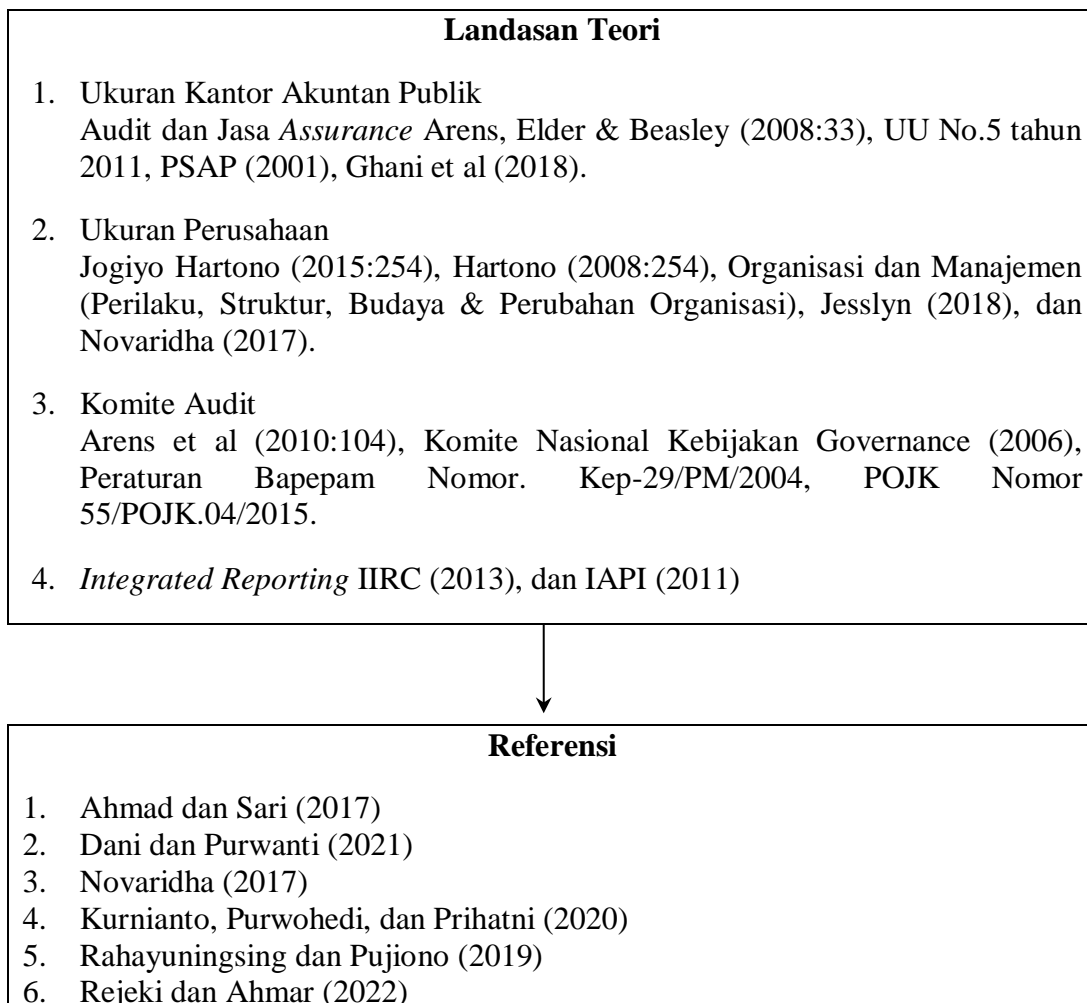 Landasan Teori
1. Ukuran Kantor Akuntan Publik
Audit dan Jasa Assurance Arens, Elder & Beasley (2008:33), UU No.5 tahun
2011, PSAP (2001), Ghani et al (2018).
2. Ukuran Perusahaan
Jogiyo Hartono (2015:254), Hartono (2008:254), Organisasi dan Manajemen
(Perilaku, Struktur, Budaya & Perubahan Organisasi), Jesslyn (2018), dan
Novaridha (2017).
3. Komite Audit
Arens et al (2010:104), Komite Nasional Kebijakan Governance (2006),
Peraturan Bapepam Nomor. Kep-29/PM/2004, POJK Nomor
55/POJK.04/2015.
4. Integrated Reporting IIRC (2013), dan IAPI (2011)
Referensi
1. Ahmad dan Sari (2017)
2. Dani dan Purwanti (2021)
3. Novaridha (2017)
4. Kurnianto, Purwohedi, dan Prihatni (2020)
5. Rahayuningsing dan Pujiono (2019)
6. Rejeki dan Ahmar (2022)